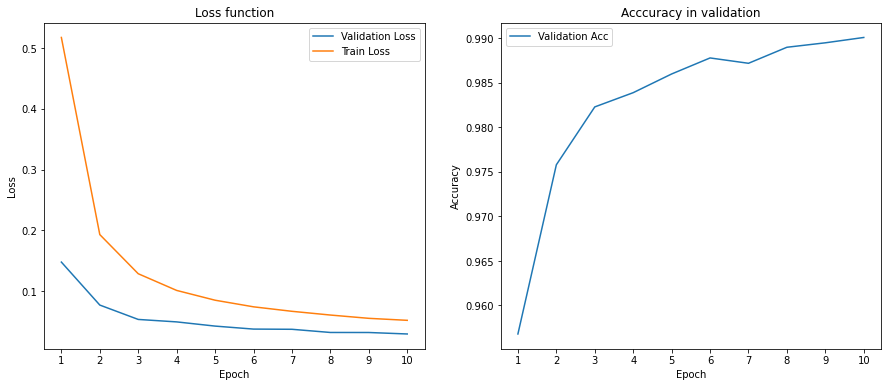 Loss function
Validation Loss
Train Loss
0.5
0.4
0.3
0.2
0.1
Loss
1 2 3 4 5 6 7 8 9 10
Epoch
Acccuracy in validation
Validation Acc
0.990
0.985
0.980
0.975
0.970
0.965
0.960
Accuracy
1 2 3 4 5 6 7 8 9 10
Epoch